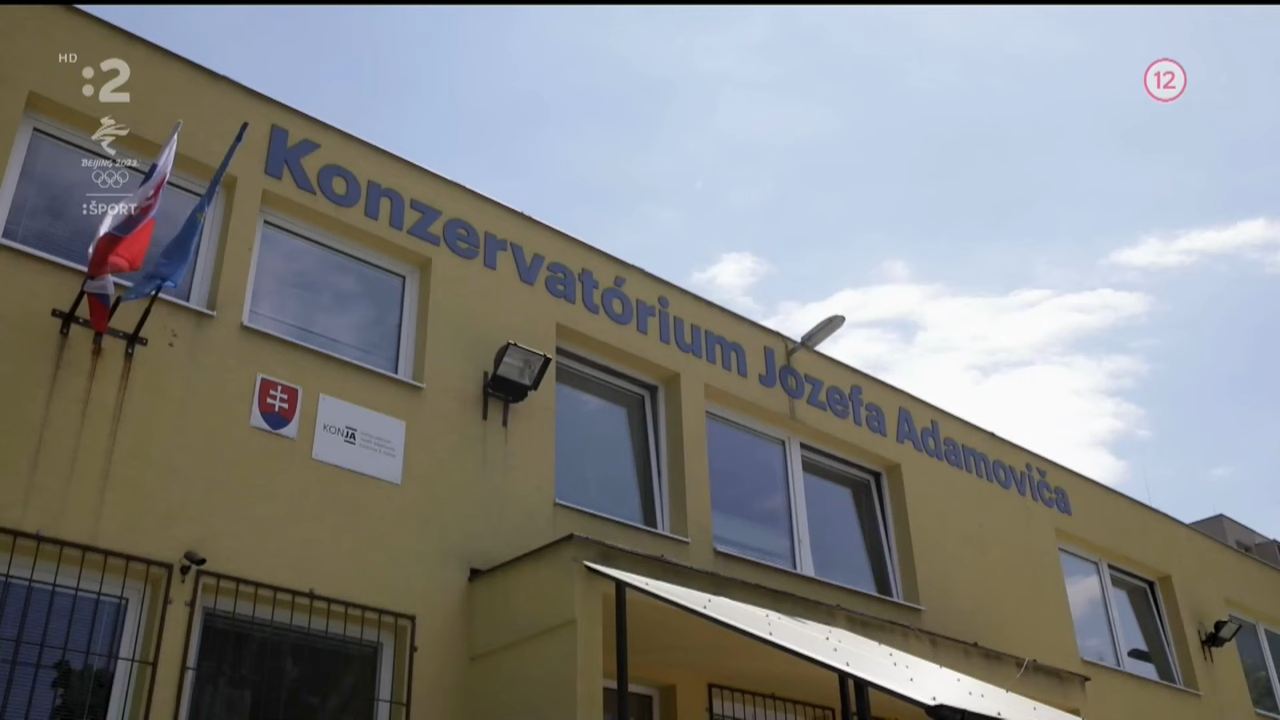 HD
:2
12
BEIJING 2022
:ŠPORT
Konzervatórium Jozefa Adamoviča
KONJA